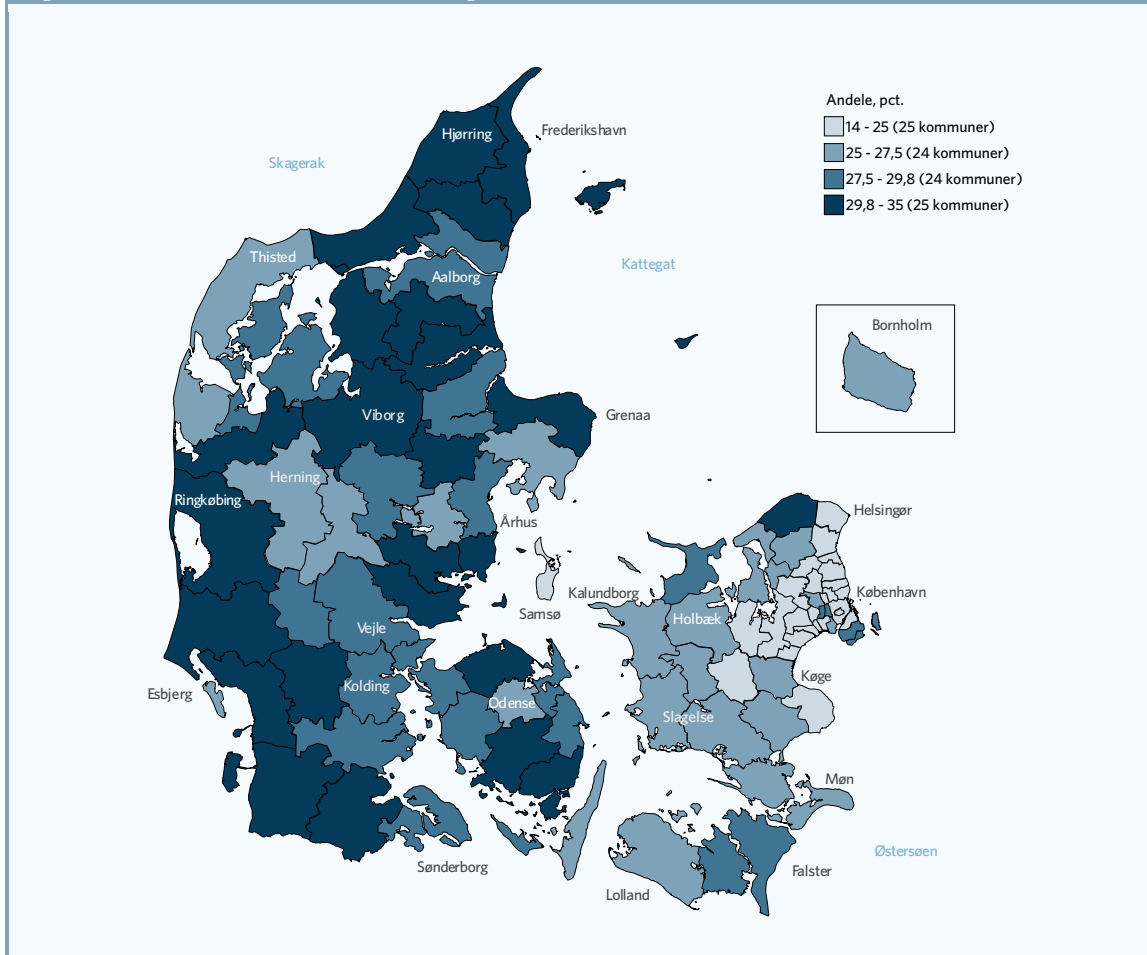 Hjørring
Frederikshavn
Skagerak
Andele, pct.
14 - 25 (25 kommuner)
25 - 27,5 (24 kommuner)
27,5 - 29,8 (24 kommuner)
29,8 - 35 (25 kommuner)
Thisted
Aalborg
Kattegat
Bornholm
Viborg
Grenaa
Herning
Ringkøbing
Århus
Helsingør
Kalundborg
København
Samsø
Holbæk
Vejle
Køge
Esbjerg
Kolding
Odense
Slagelse
Møn
Østersøen
Sønderborg
Falster
Lolland